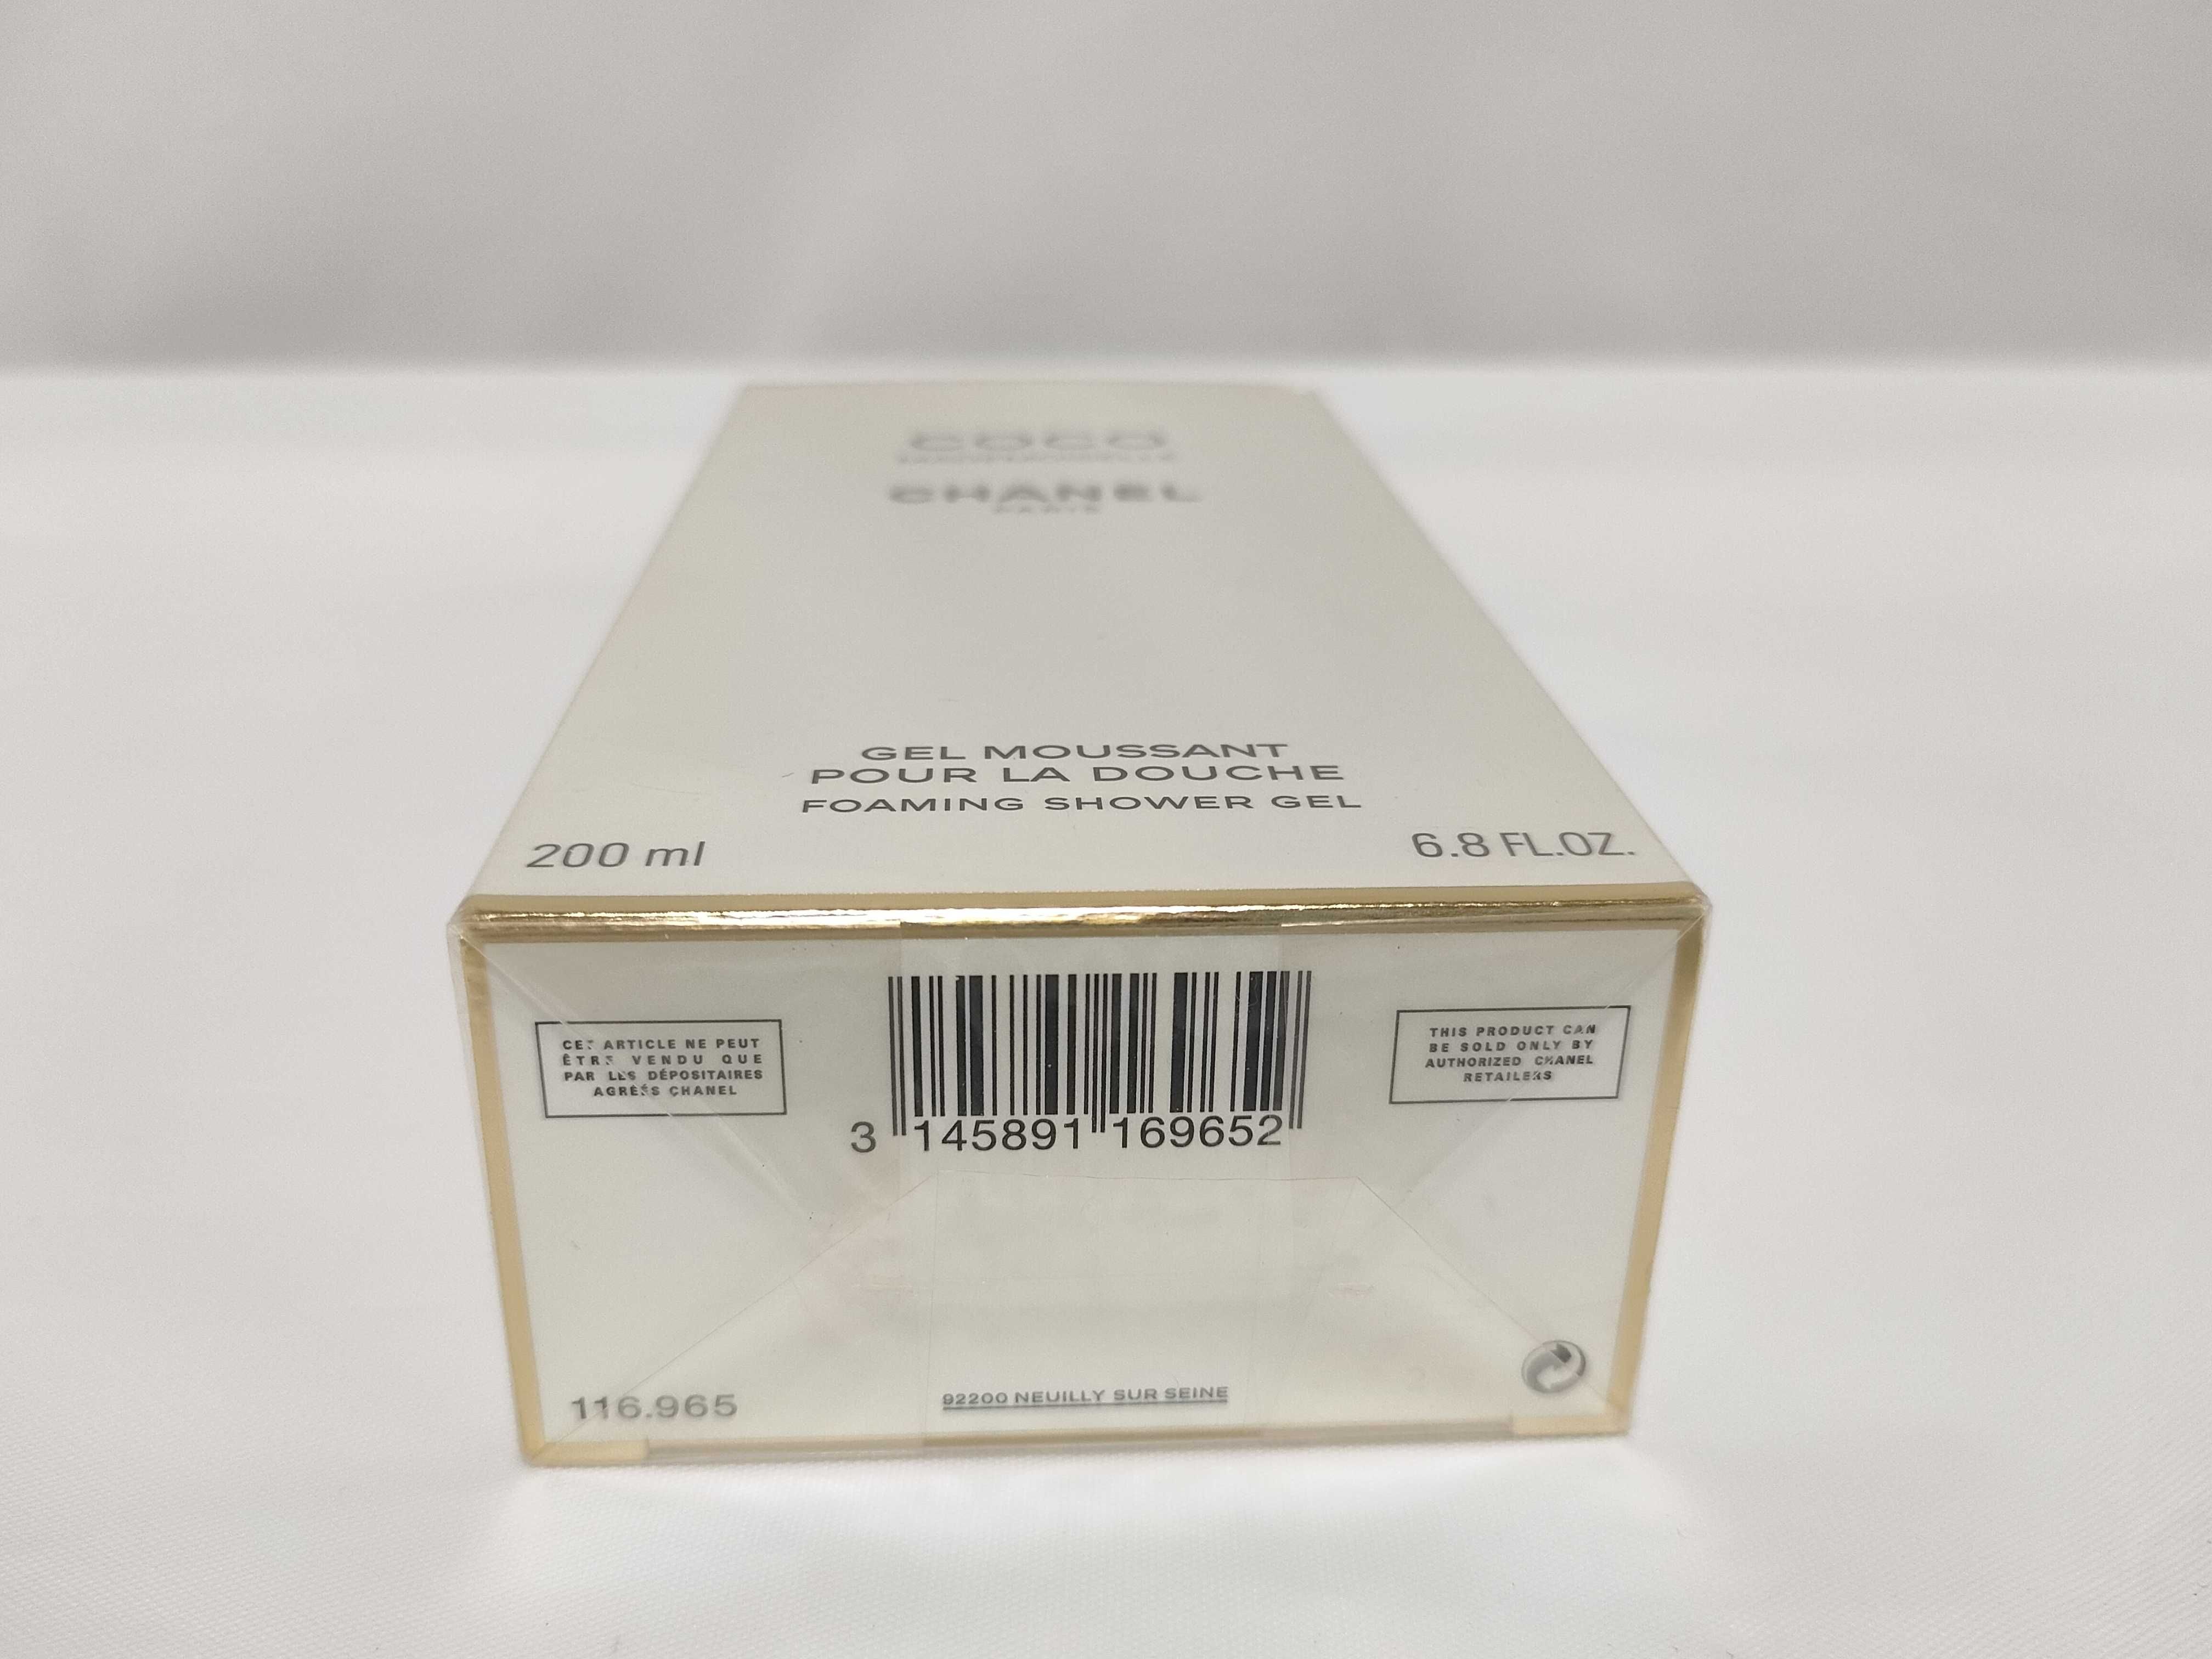 COCO
MADEMOISELLE
CHANEL
PARIS
GEL MOUSSANT
POUR LA DOUCHE
FOAMING SHOWER GEL
200 ml
6.8 FL.OZ.
CET ARTICLE NE PEUT
ÊTRE VENDU QUE
PAR LES DÉPOSITAIRES
AGRÉÉS CHANEL
3 145891 169652
THIS PRODUCT CAN
BE SOLD ONLY BY
AUTHORIZED CHANEL
RETAILERS
116.965
92200 NEUILLY SUR SEINE